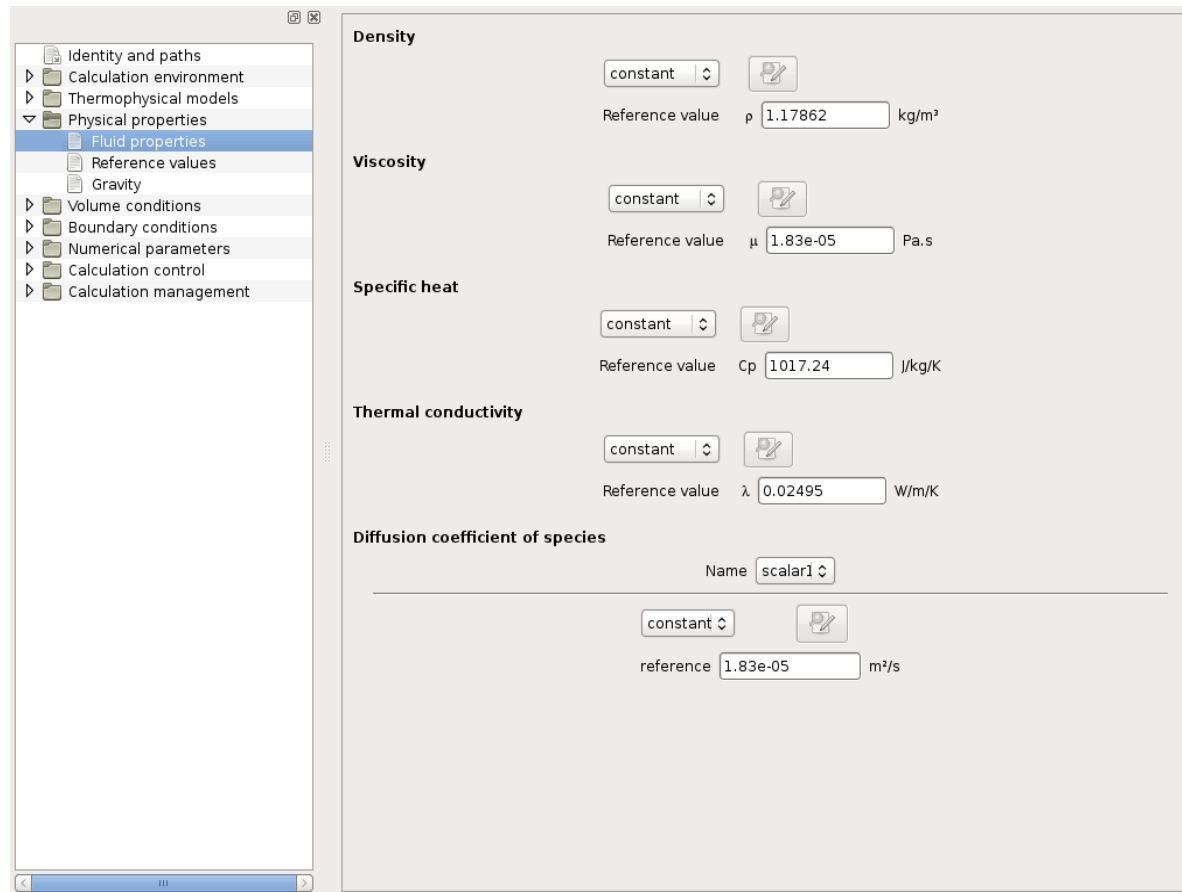 Identity and paths
Calculation environment
Thermophysical models
Physical properties
Fluid properties
Reference values
Gravity
Volume conditions
Boundary conditions
Numerical parameters
Calculation control
Calculation management
Density
constant
Reference value ρ 1.17862 kg/m³
Viscosity
constant
Reference value μ 1.83e-05 Pa.s
Specific heat
constant
Reference value Cp 1017.24 J/kg/K
Thermal conductivity
constant
Reference value λ 0.02495 W/m/K
Diffusion coefficient of species
Name scalar1
constant
reference 1.83e-05 m²/s